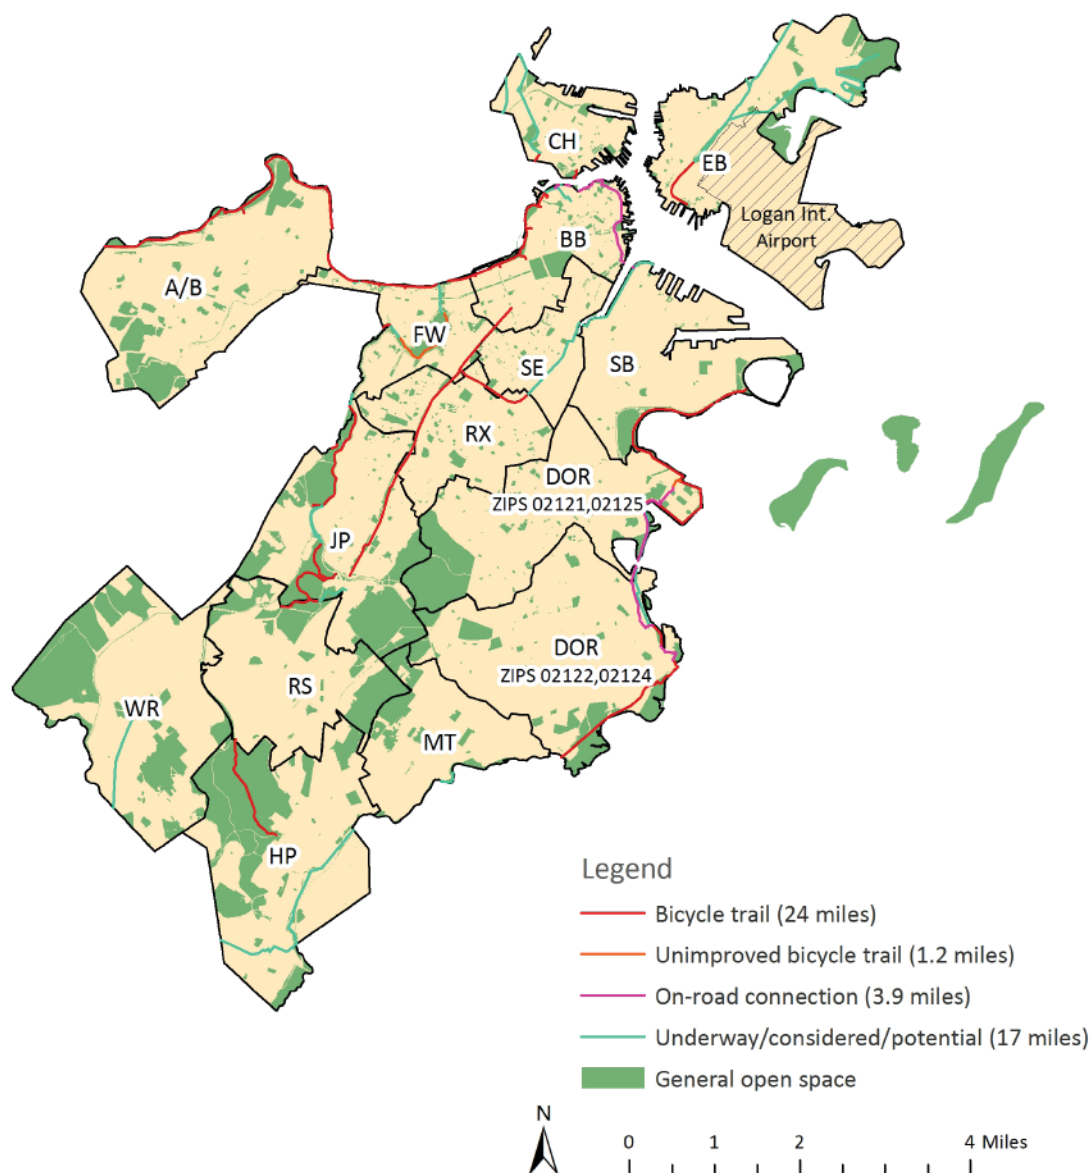 CH
EB
Logan Int.
Airport
BB
A/B
FW
SE
SB
RX
DOR
ZIPS 02121,02125
JP
DOR
ZIPS 02122,02124
RS
WR
MT
HP
Legend
Bicycle trail (24 miles)
Unimproved bicycle trail (1.2 miles)
On-road connection (3.9 miles)
Underway/considered/potential (17 miles)
General open space
N
0 1 2 4 Miles